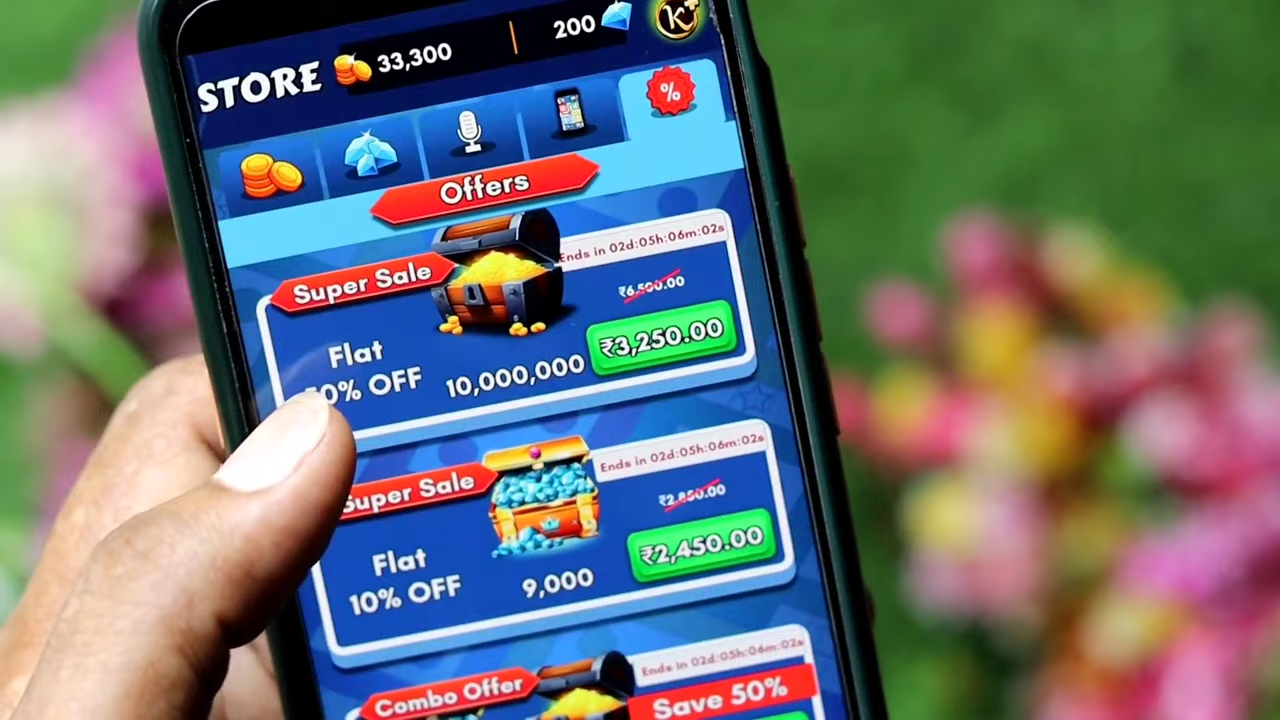 STORE 33,300 200 K+
%
Offers
Super Sale
Ends in 02d:05h:06m:02s
₹6,500.00
₹3,250.00
Flat
50% OFF
10,000,000
Super Sale
Ends in 02d:05h:06m:02s
₹2,850.00
₹2,450.00
Flat
10% OFF
9,000
Combo Offer
Ends in 02d:05h:06m:02s
Save 50%